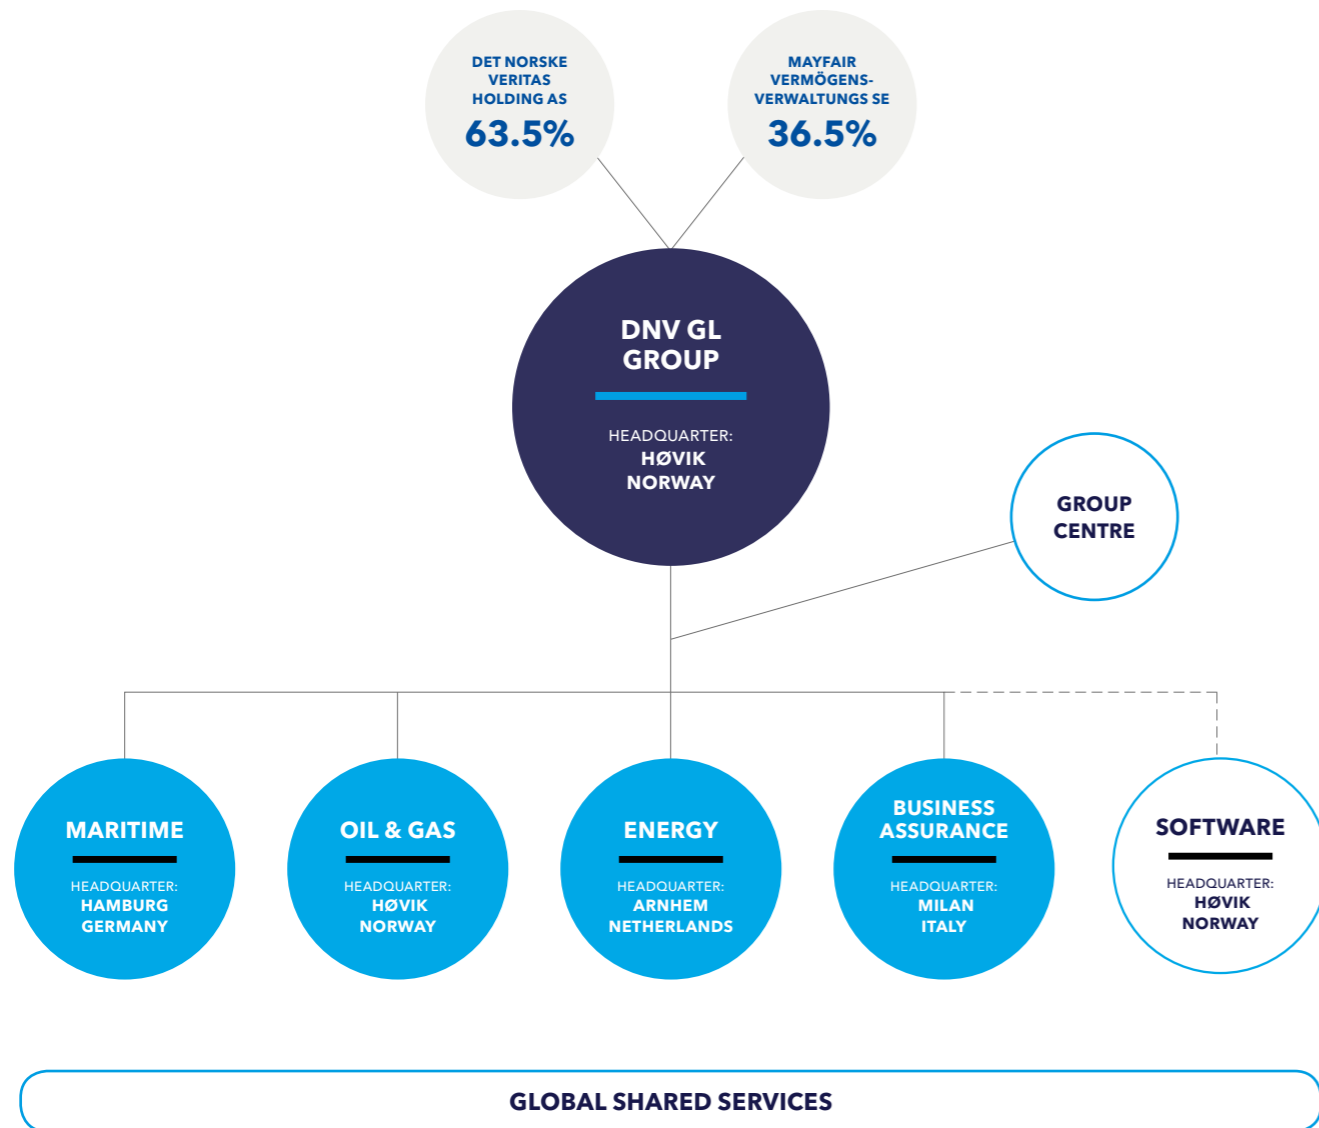 DET NORSKE
VERITAS
HOLDING AS
63.5%
MAYFAIR
VERMÖGENS-
VERWALTUNGS SE
36.5%
DNV GL
GROUP
HEADQUARTER:
HØVIK
NORWAY
GROUP
CENTRE
MARITIME
HEADQUARTER:
HAMBURG
GERMANY
OIL & GAS
HEADQUARTER:
HØVIK
NORWAY
ENERGY
HEADQUARTER:
ARNHEM
NETHERLANDS
BUSINESS
ASSURANCE
HEADQUARTER:
MILAN
ITALY
SOFTWARE
HEADQUARTER:
HØVIK
NORWAY
GLOBAL SHARED SERVICES